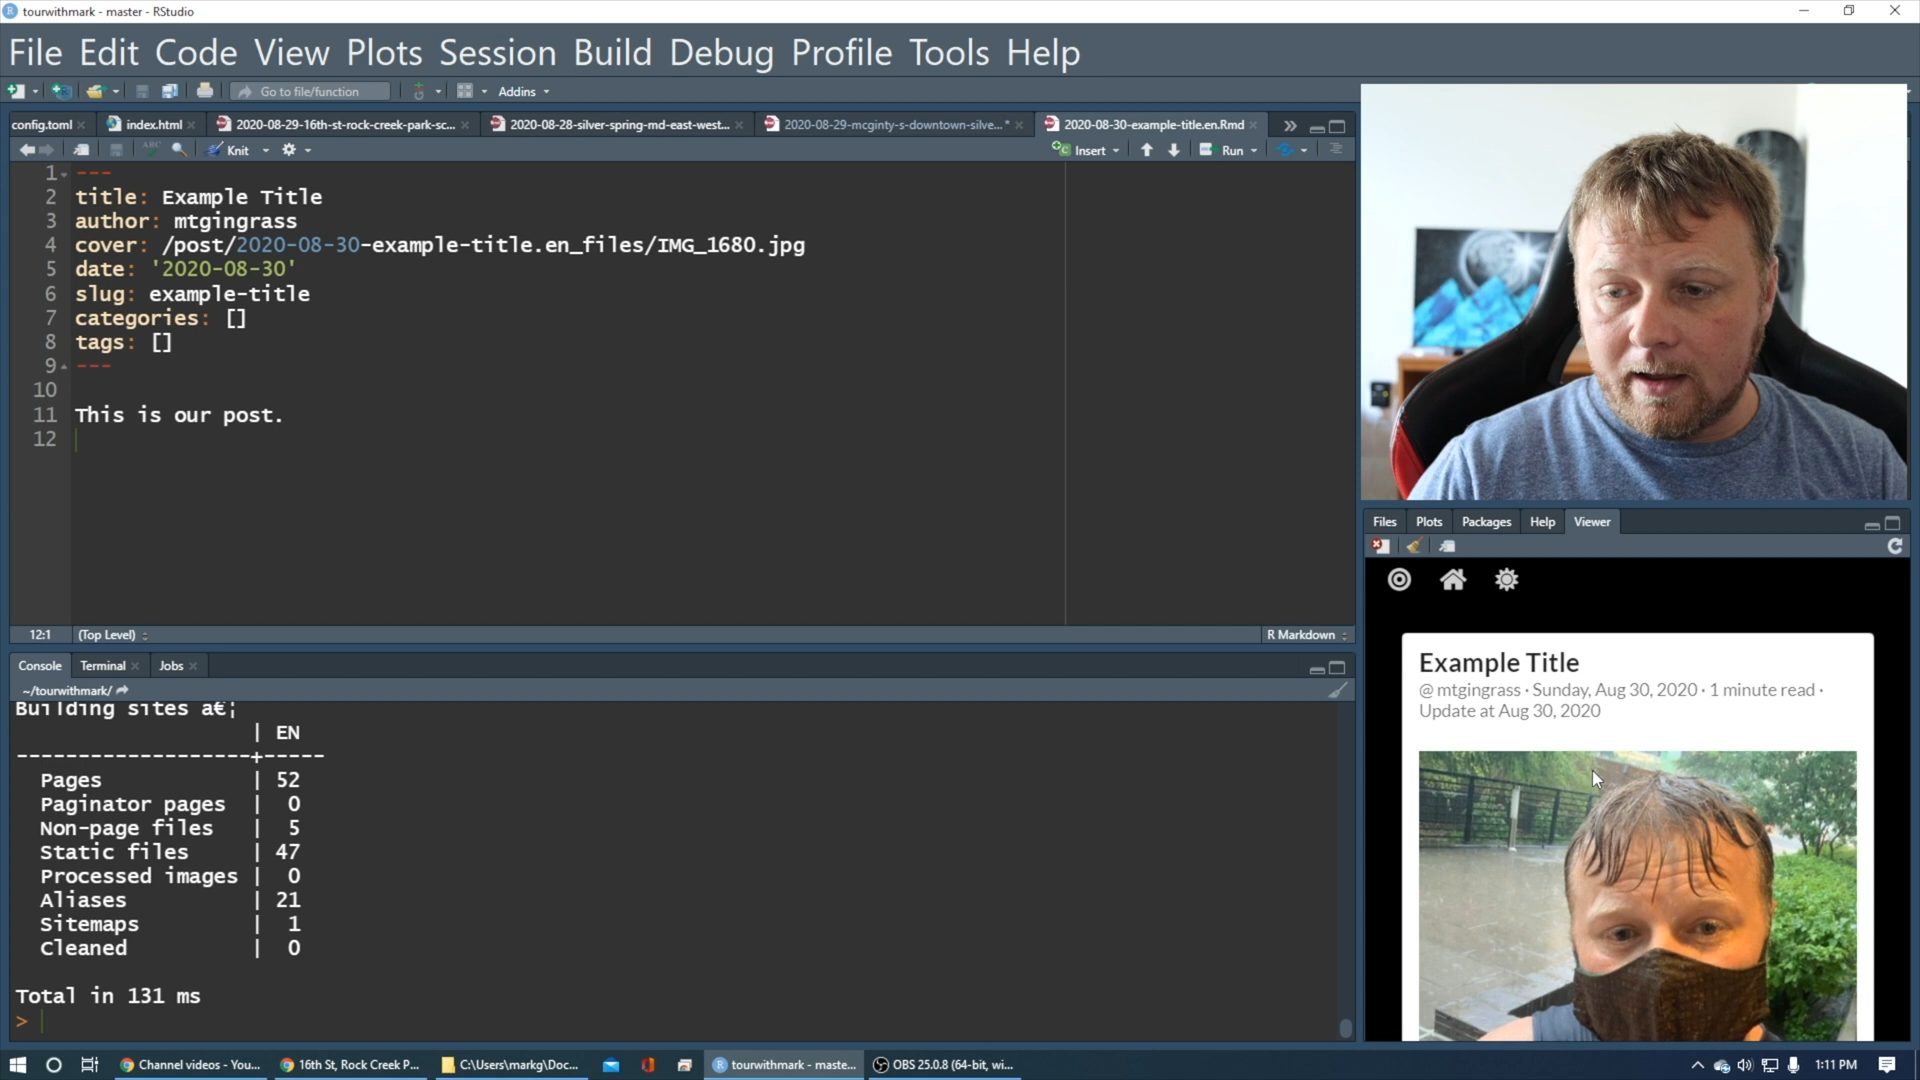 tourwithmark - master - RStudio
File Edit Code View Plots Session Build Debug Profile Tools Help
Go to file/function
Addins
config.toml
index.html
2020-08-29-16th-st-rock-creek-park-sc...
2020-08-28-silver-spring-md-east-west...
2020-08-29-mcginty-s-downtown-silve...*
2020-08-30-example-title.en.Rmd
ABC
Knit
Insert
Run
1 ---
2 title: Example Title
3 author: mtgingrass
4 cover: /post/2020-08-30-example-title.en_files/IMG_1680.jpg
5 date: '2020-08-30'
6 slug: example-title
7 categories: []
8 tags: []
9 ---
10
11 This is our post.
12
12:1 (Top Level)
R Markdown
Console Terminal Jobs
~/tourwithmark/
Building sites â€¦
| EN
-------------------+-----
Pages | 52
Paginator pages | 0
Non-page files | 5
Static files | 47
Processed images | 0
Aliases | 21
Sitemaps | 1
Cleaned | 0
Total in 131 ms
>
Files Plots Packages Help Viewer
Example Title
@ mtgingrass · Sunday, Aug 30, 2020 · 1 minute read ·
Update at Aug 30, 2020
Channel videos - You...
16th St, Rock Creek P...
C:\Users\markg\Doc...
tourwithmark - maste...
OBS 25.0.8 (64-bit, wi...
1:11 PM